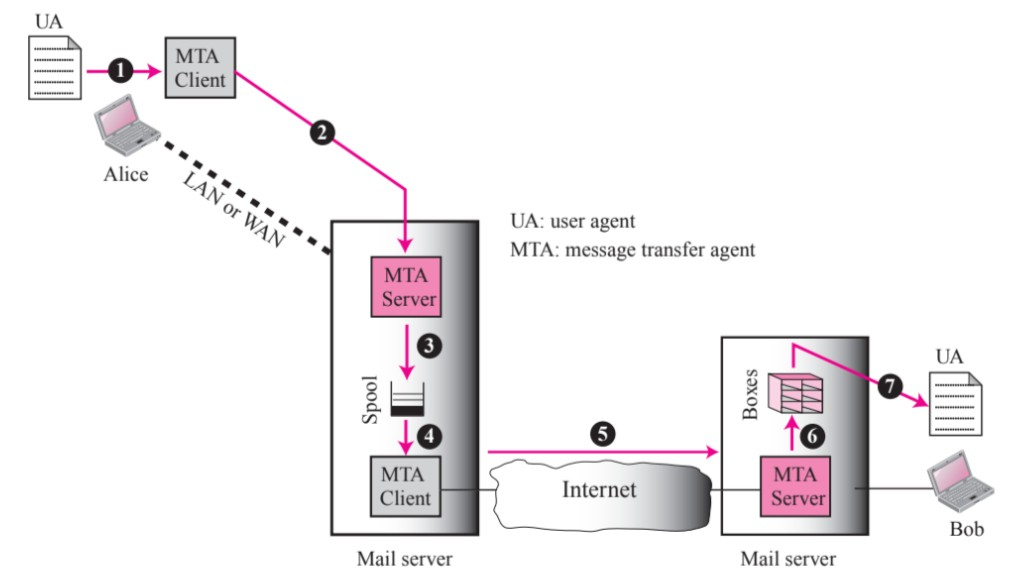 UA
1
MTA
Client
2
Alice
LAN or WAN
UA: user agent
MTA: message transfer agent
MTA
Server
3
Spool
4
MTA
Client
Mail server
5
Internet
Boxes
6
MTA
Server
Mail server
7
UA
Bob